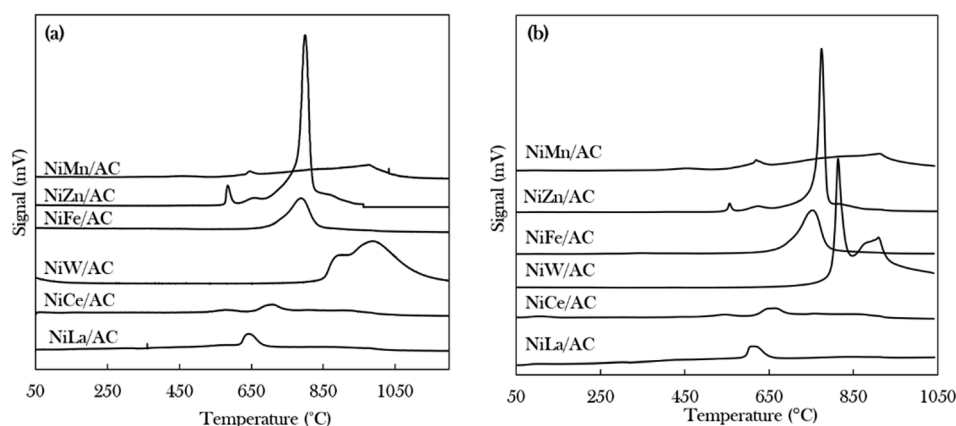 (a)
Signal (mV)
NiMn/AC
NiZn/AC
NiFe/AC
NiW/AC
NiCe/AC
NiLa/AC
50 250 450 650 850 1050
Temperature (°C)
(b)
Signal (mV)
NiMn/AC
NiZn/AC
NiFe/AC
NiW/AC
NiCe/AC
NiLa/AC
50 250 450 650 850 1050
Temperature (°C)